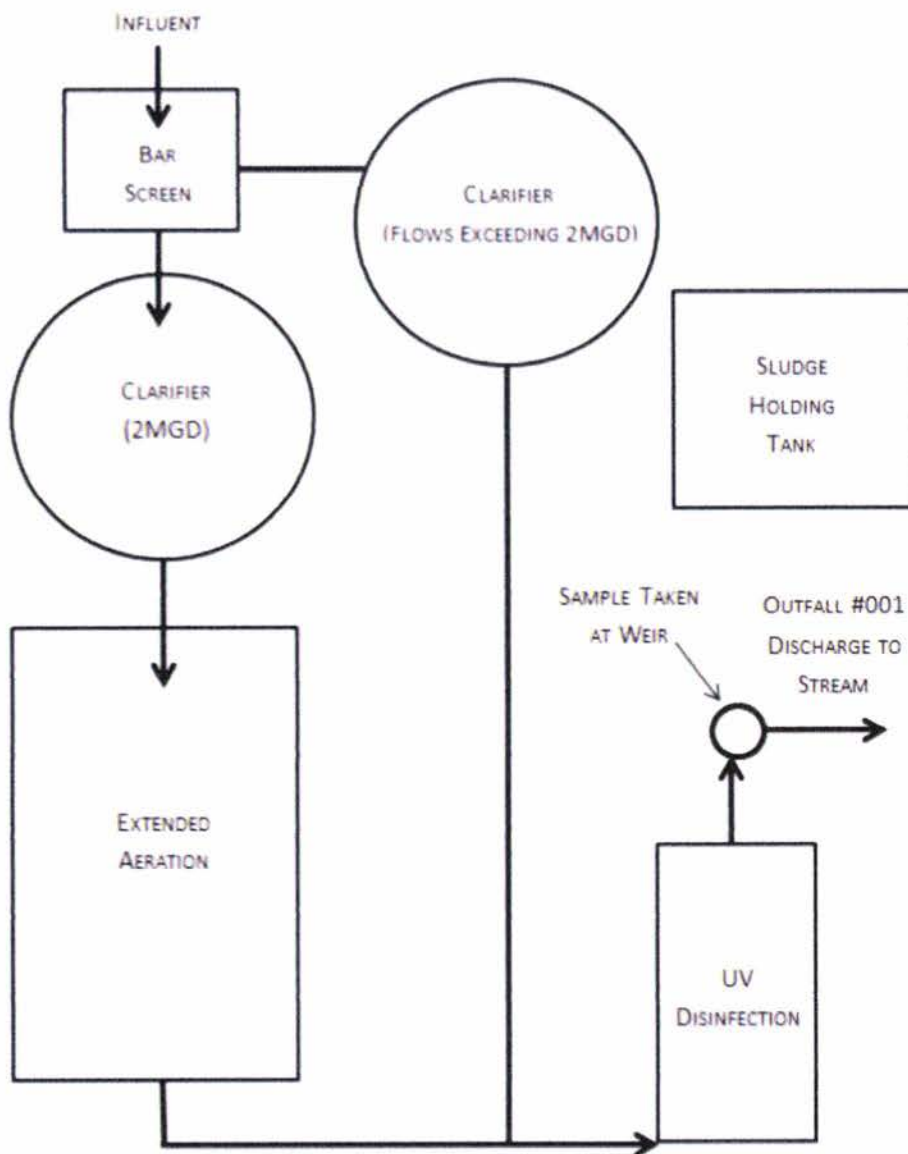 INFLUENT
BAR
SCREEN
CLARIFIER
(FLOWS EXCEEDING 2MGD)
CLARIFIER
(2MGD)
SLUDGE
HOLDING
TANK
SAMPLE TAKEN
AT WEIR
OUTFALL #001
DISCHARGE TO
STREAM
EXTENDED
AERATION
UV
DISINFECTION